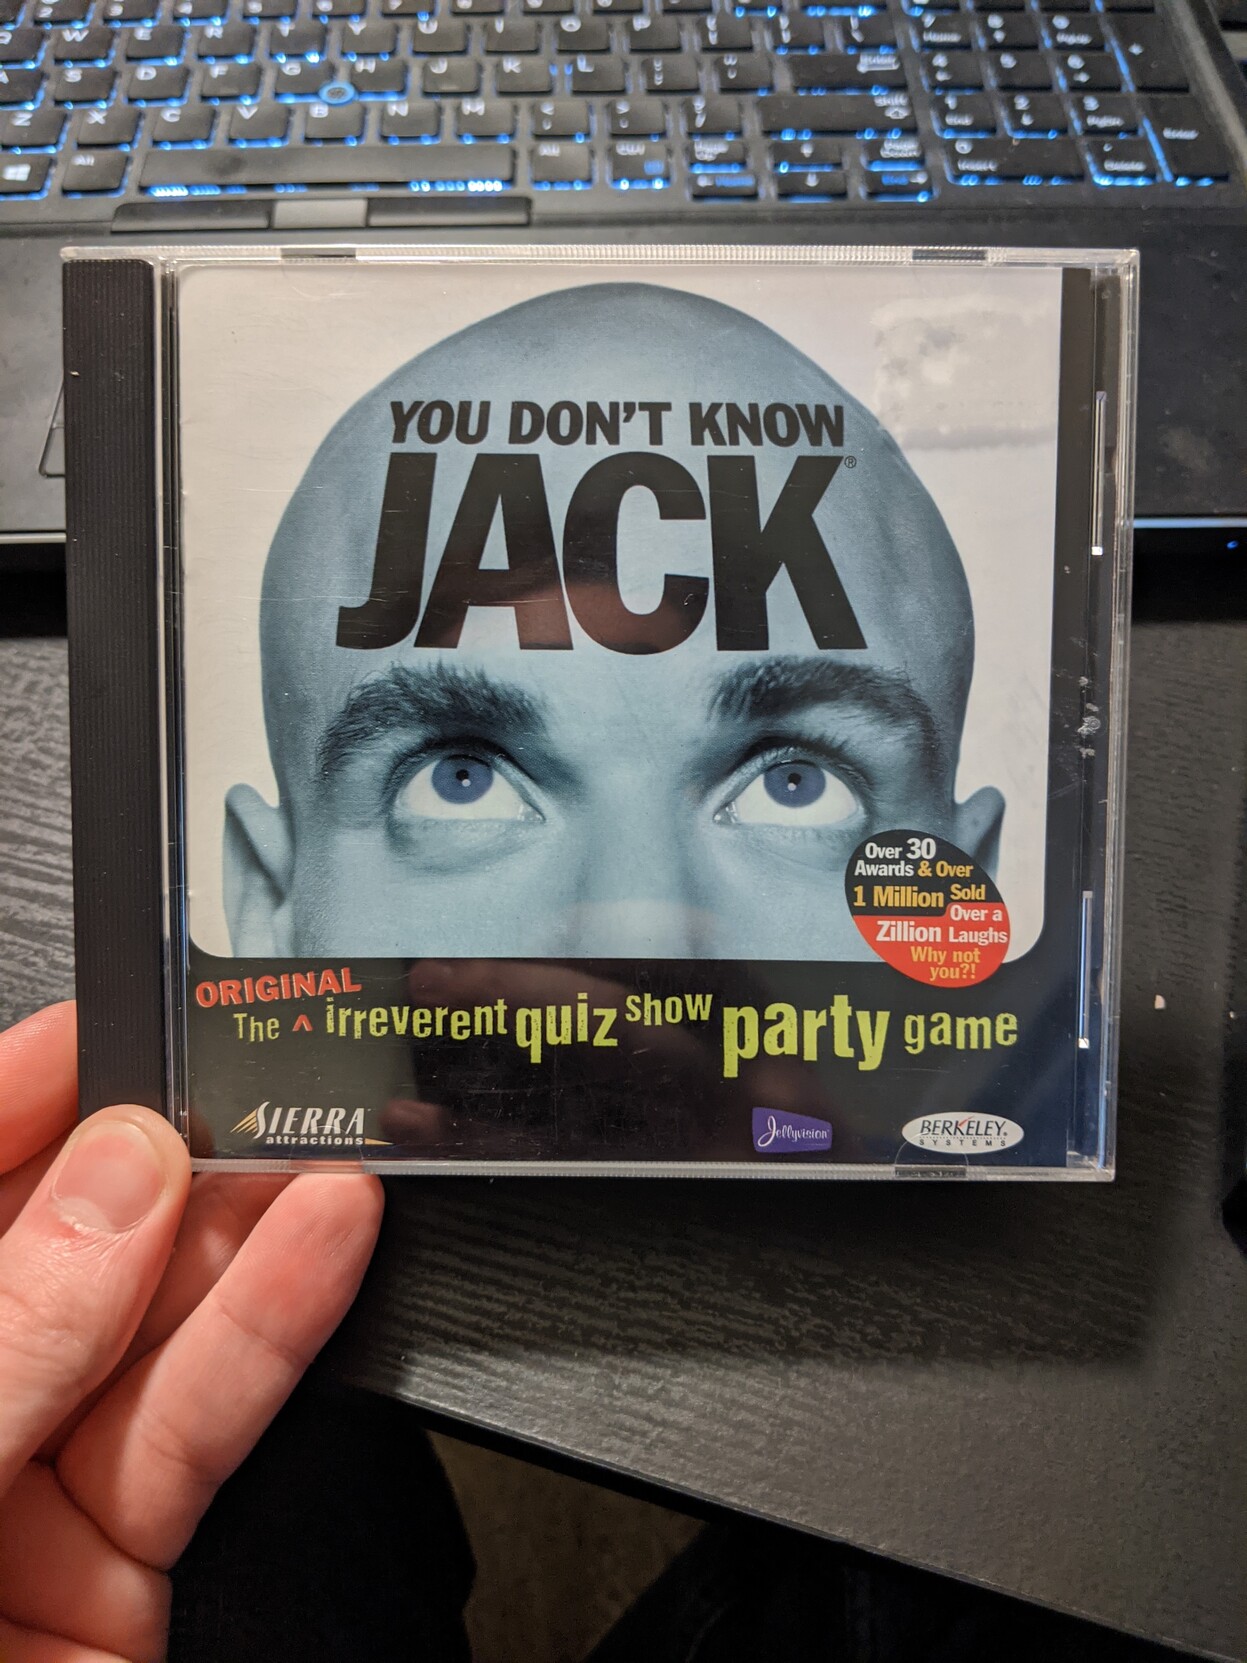 Q W E R T Y U I O P
A S D F G H J K L
Z X C V B N M
Alt
YOU DON'T KNOW
JACK®
Over 30
Awards & Over
1 Million Sold
Over a
Zillion Laughs
Why not
you?!
ORIGINAL
The ^ irreverent quiz show party game
SIERRA
attractions
Jellyvision
BERKELEY
SYSTEMS